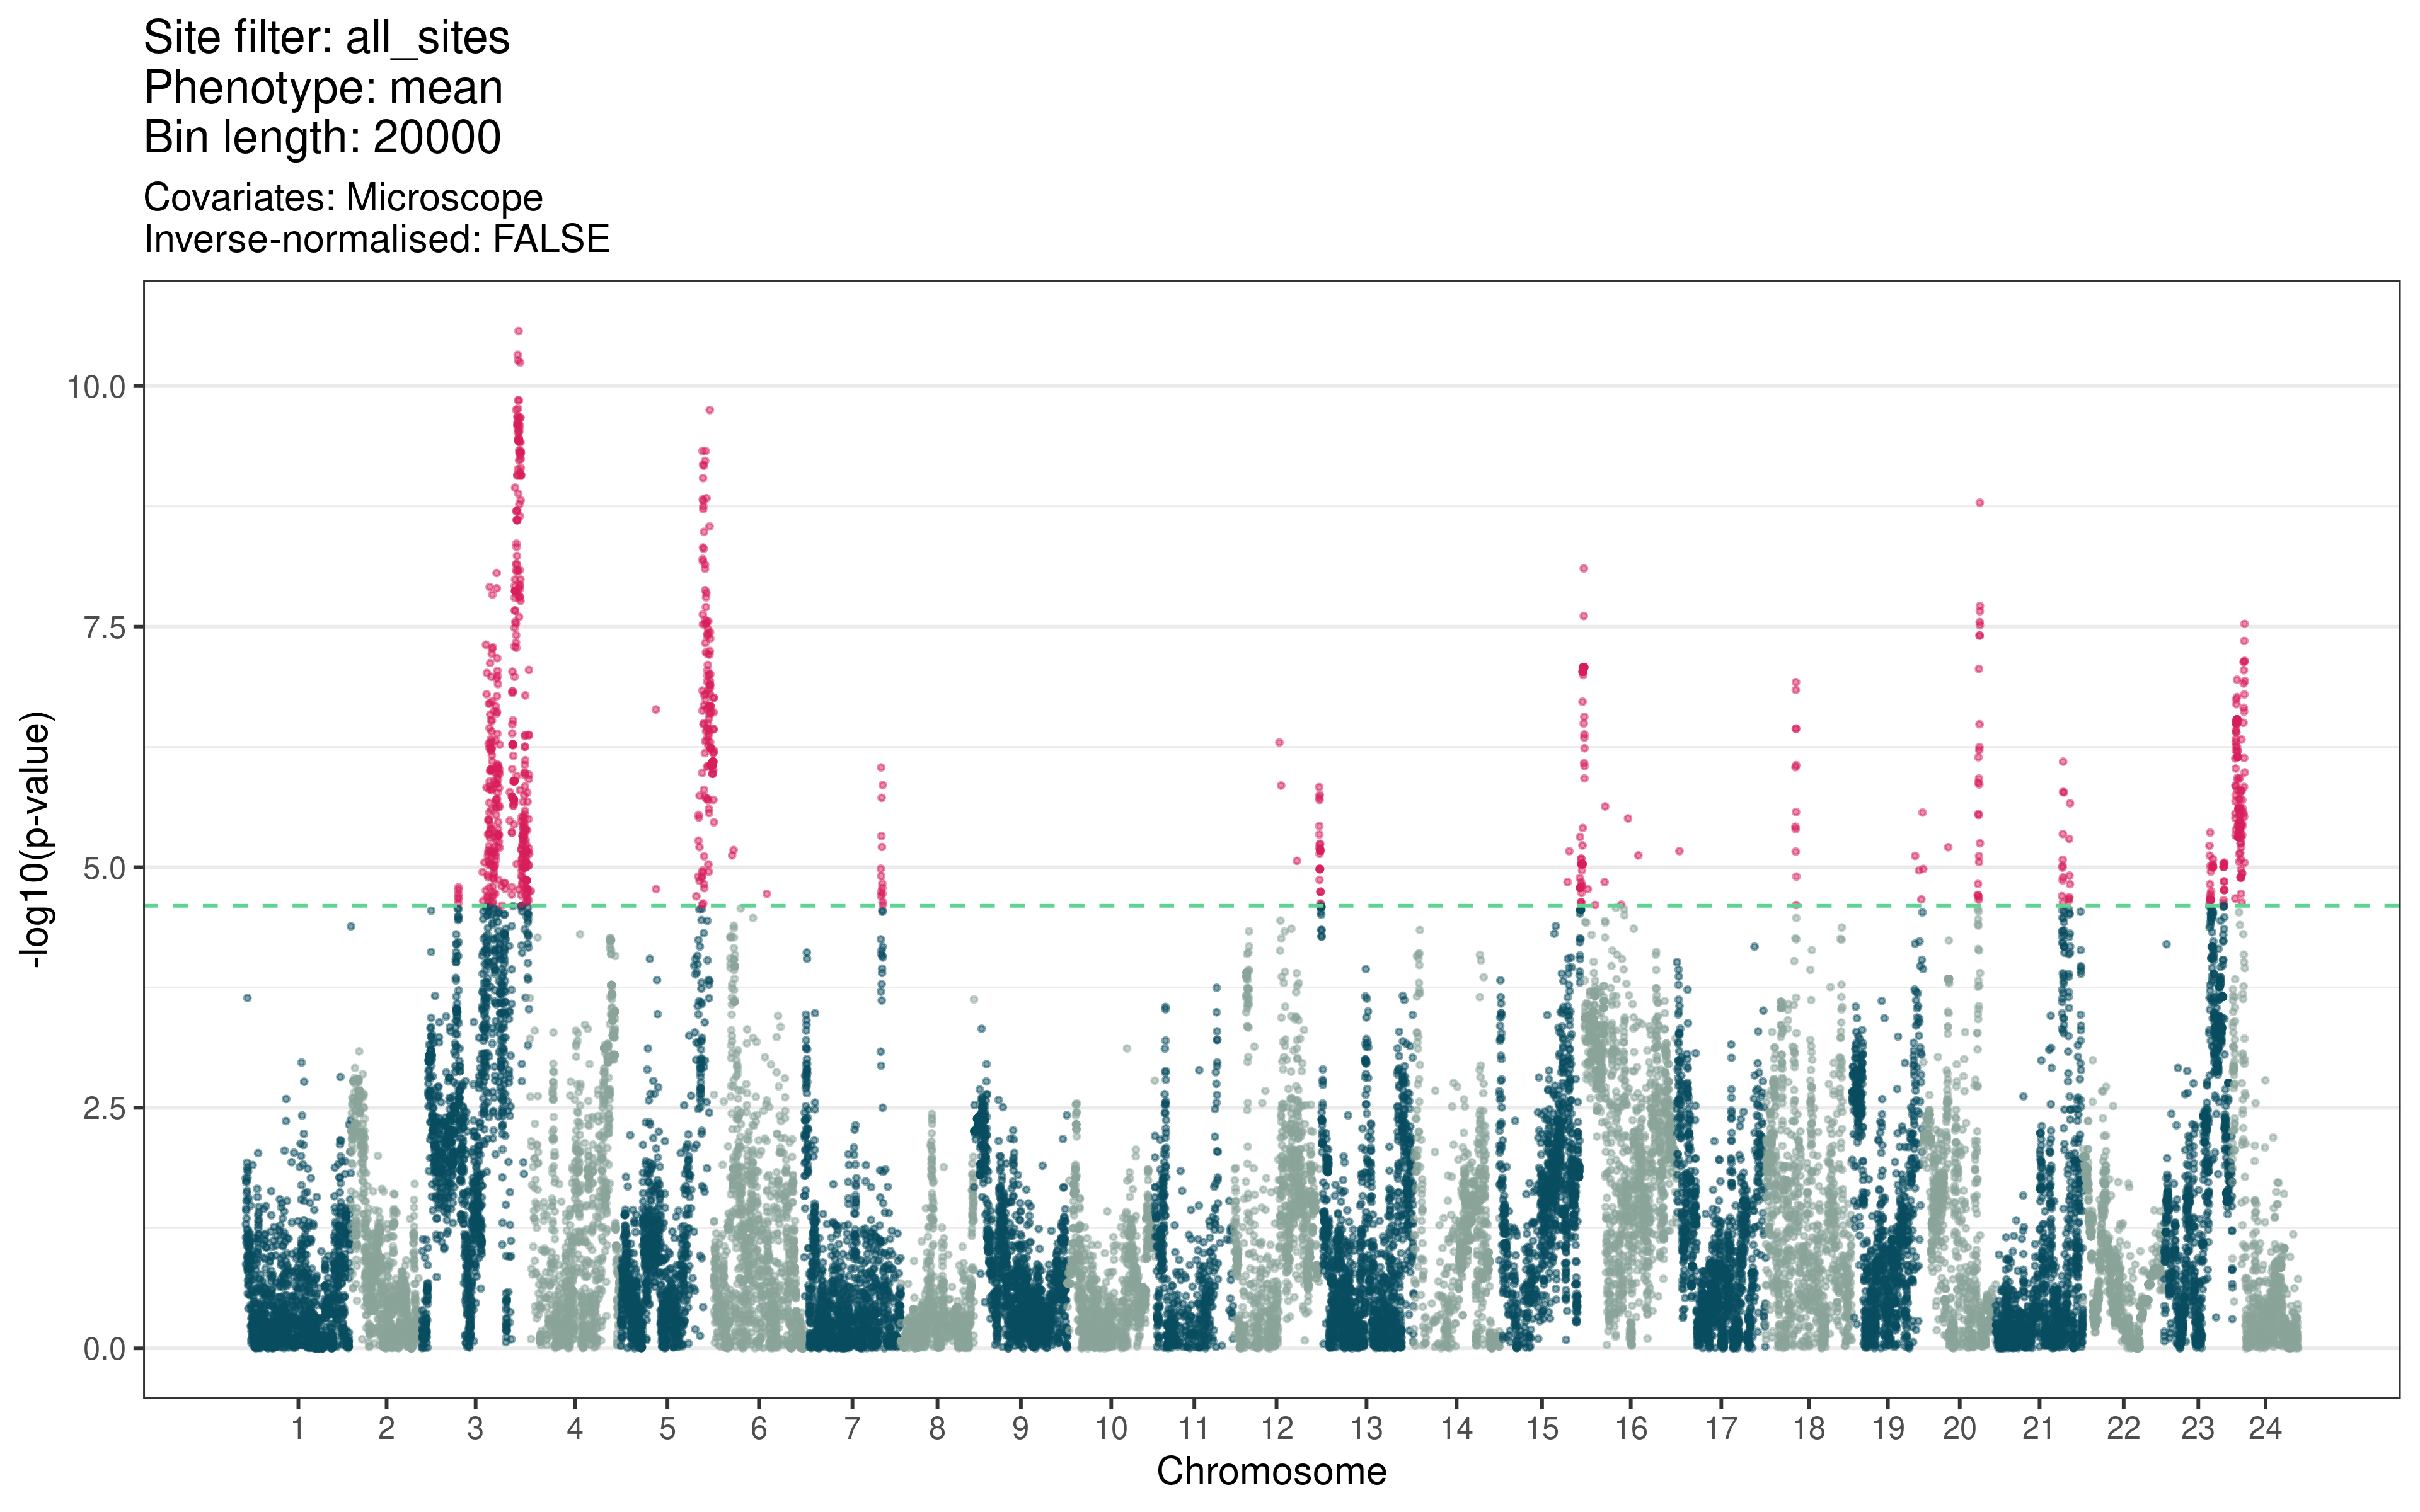 Site filter: all_sites
Phenotype: mean
Bin length: 20000
Covariates: Microscope
Inverse-normalised: FALSE
-log10(p-value)
10.0
7.5
5.0
2.5
0.0
1 2 3 4 5 6 7 8 9 10 11 12 13 14 15 16 17 18 19 20 21 22 23 24
Chromosome